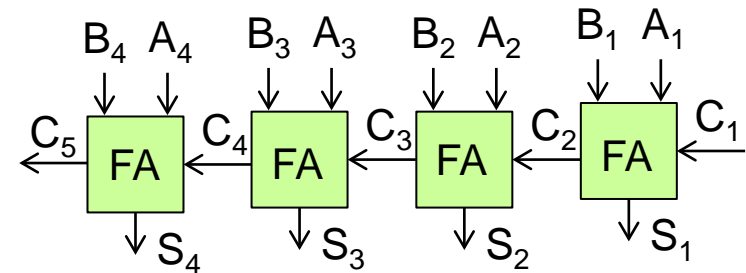 B₄ A₄ B₃ A₃ B₂ A₂ B₁ A₁
C₅ FA C₄ FA C₃ FA C₂ FA C₁
S₄ S₃ S₂ S₁